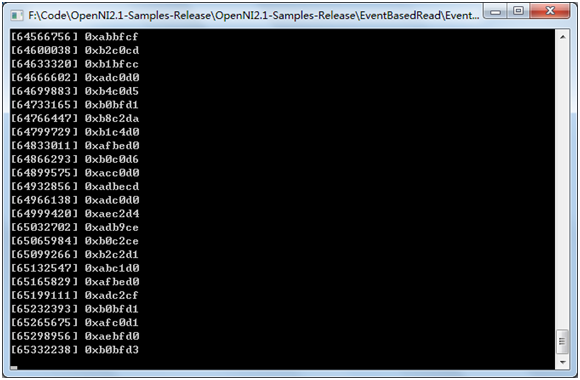 F:\Code\OpenNI2.1-Samples-Release\OpenNI2.1-Samples-Release\EventBasedRead\Event...
[64566756] 0xabbfcf
[64600038] 0xb2c0cd
[64633320] 0xb1bfcc
[64666602] 0xadc0d0
[64699883] 0xb4c0d5
[64733165] 0xb0bfd1
[64766447] 0xb8c2da
[64799729] 0xb1c4d0
[64833011] 0xafbed0
[64866293] 0xb0c0d6
[64899575] 0xacc0d0
[64932856] 0xadbecd
[64966138] 0xadc0d0
[64999420] 0xaec2d4
[65032702] 0xadb9ce
[65065984] 0xb0c2ce
[65099266] 0xb2c2d1
[65132547] 0xabc1d0
[65165829] 0xafbed0
[65199111] 0xadc2cf
[65232393] 0xb0bfd1
[65265675] 0xafc0d1
[65298956] 0xaebfd0
[65332238] 0xb0bfd3